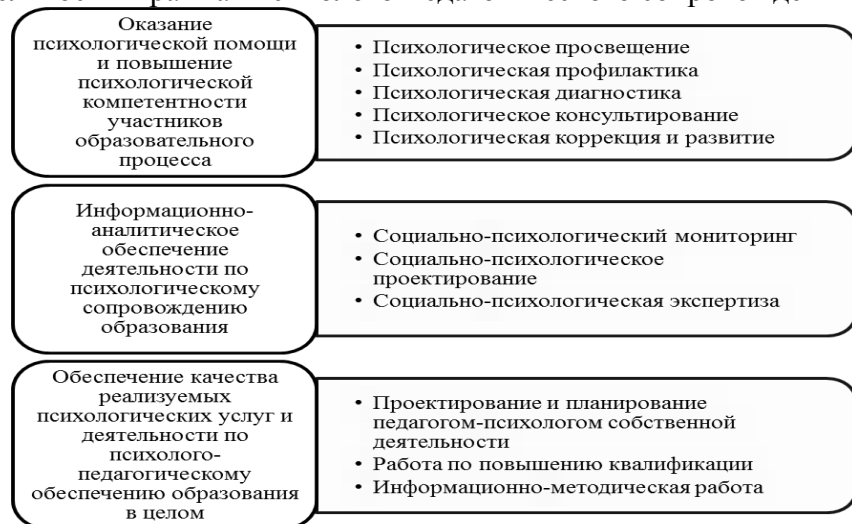 Оказание
психологической помощи
и повышение
психологической
компетентности
участников
образовательного
процесса
• Психологическое просвещение
• Психологическая профилактика
• Психологическая диагностика
• Психологическое консультирование
• Психологическая коррекция и развитие
Информационно-
аналитическое
обеспечение
деятельности по
психологическому
сопровождению
образования
• Социально-психологический мониторинг
• Социально-психологическое
проектирование
• Социально-психологическая экспертиза
Обеспечение качества
реализуемых
психологических услуг и
деятельности по
психолого-
педагогическому
обеспечению образования
в целом
• Проектирование и планирование
педагогом-психологом собственной
деятельности
• Работа по повышению квалификации
• Информационно-методическая работа